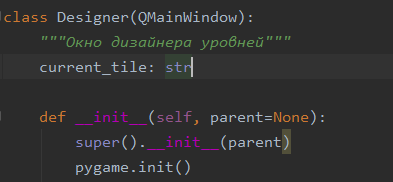 class Designer(QMainWindow):
"""Окно дизайнера уровней"""
current_tile: str
def __init__(self, parent=None):
super().__init__(parent)
pygame.init()